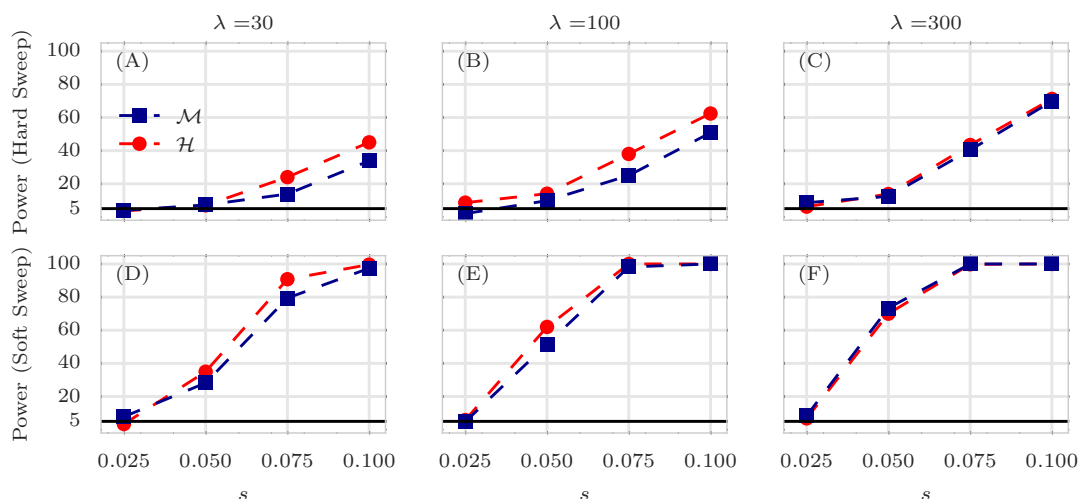 λ =30 λ =100 λ =300
Power (Hard Sweep)
100
80
60
40
20
5
(A) (B) (C)
M
H
Power (Soft Sweep)
100
80
60
40
20
5
(D) (E) (F)
0.025 0.050 0.075 0.100 0.025 0.050 0.075 0.100 0.025 0.050 0.075 0.100
s s s